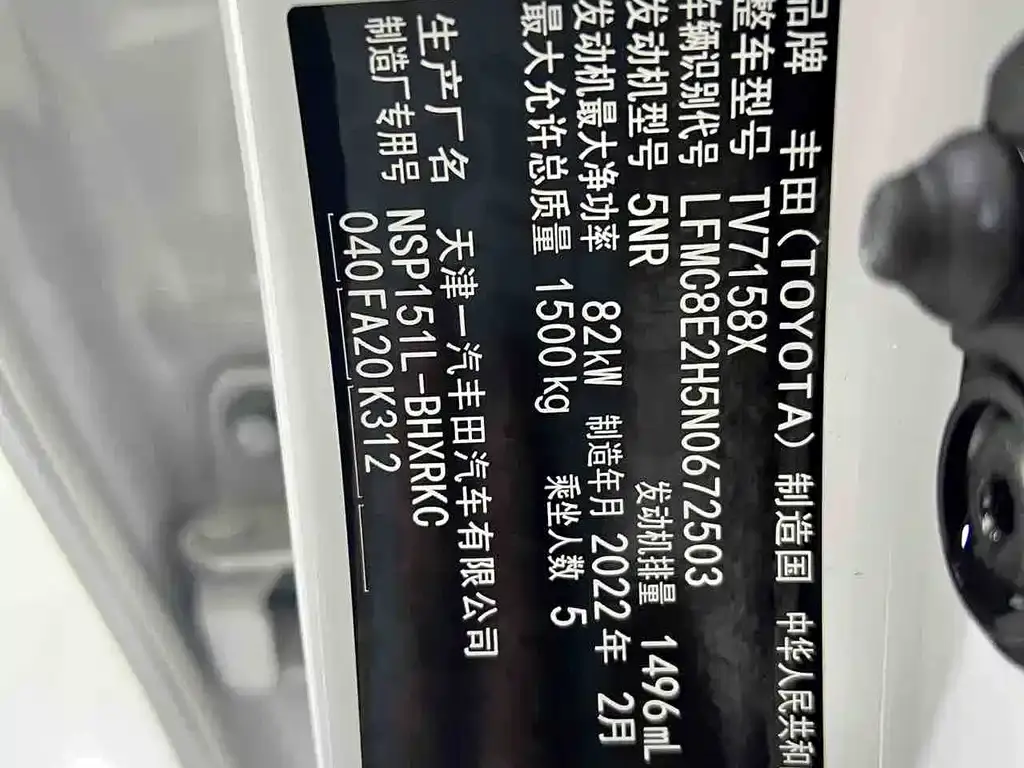 品牌 丰田(TOYOTA) 制造国 中华人民共和
整车型号 TV7158X
车辆识别代号 LFMC8E2H5N0672503
发动机型号 5NR 发动机排量 1496mL
发动机最大净功率 82kW 制造年月 2022年 2月
最大允许总质量 1500kg 乘坐人数 5
生产厂名 天津一汽丰田汽车有限公司
制造厂专用号 NSP151L-BHXRKC
040FA20K312